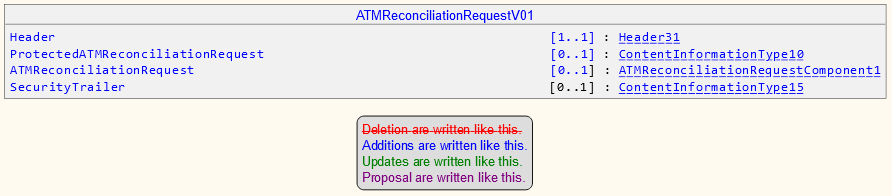 ATMReconciliationRequestV01
Header [1..1] : Header31
ProtectedATMReconciliationRequest [0..1] : ContentInformationType10
ATMReconciliationRequest [0..1] : ATMReconciliationRequestComponent1
SecurityTrailer [0..1] : ContentInformationType15
Deletion are written like this.
Additions are written like this.
Updates are written like this.
Proposal are written like this.